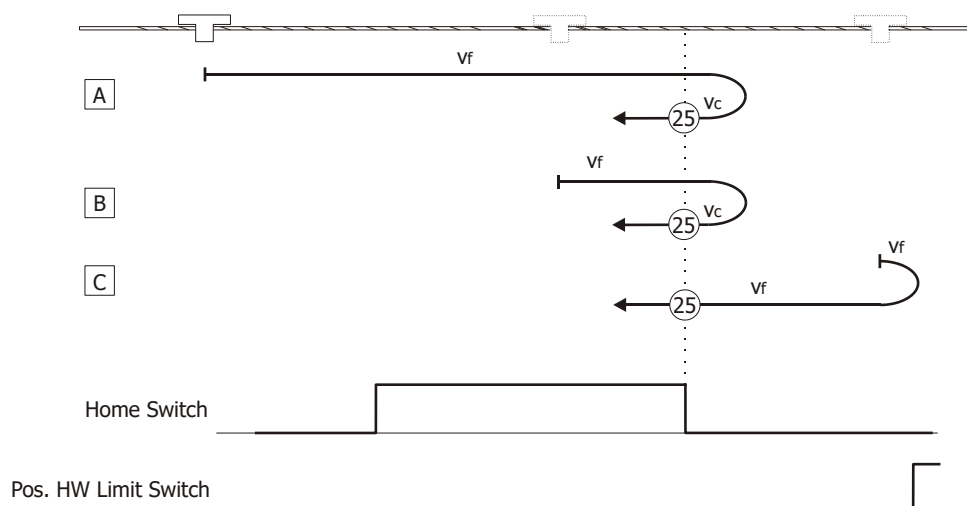 Vf
A
Vc
25
Vf
B
Vc
25
Vf
C
Vf
25
Home Switch
Pos. HW Limit Switch